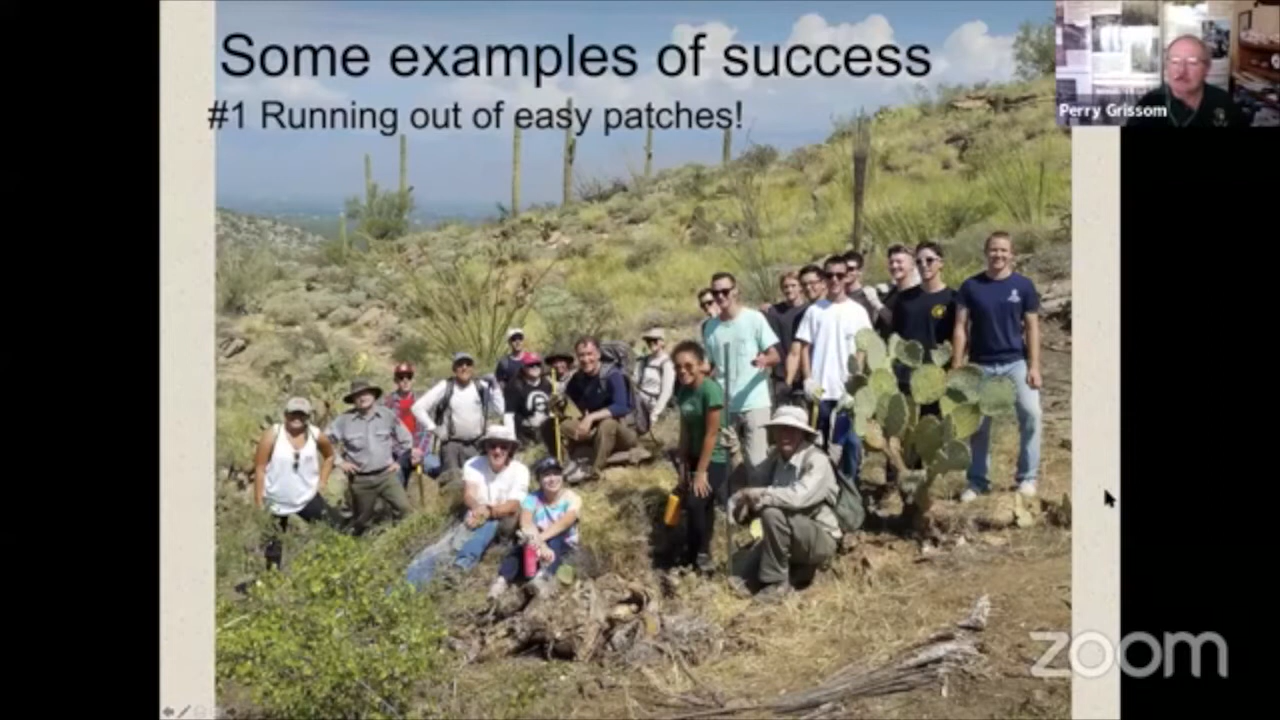 Some examples of success
#1 Running out of easy patches!
Perry Grissom
zoom